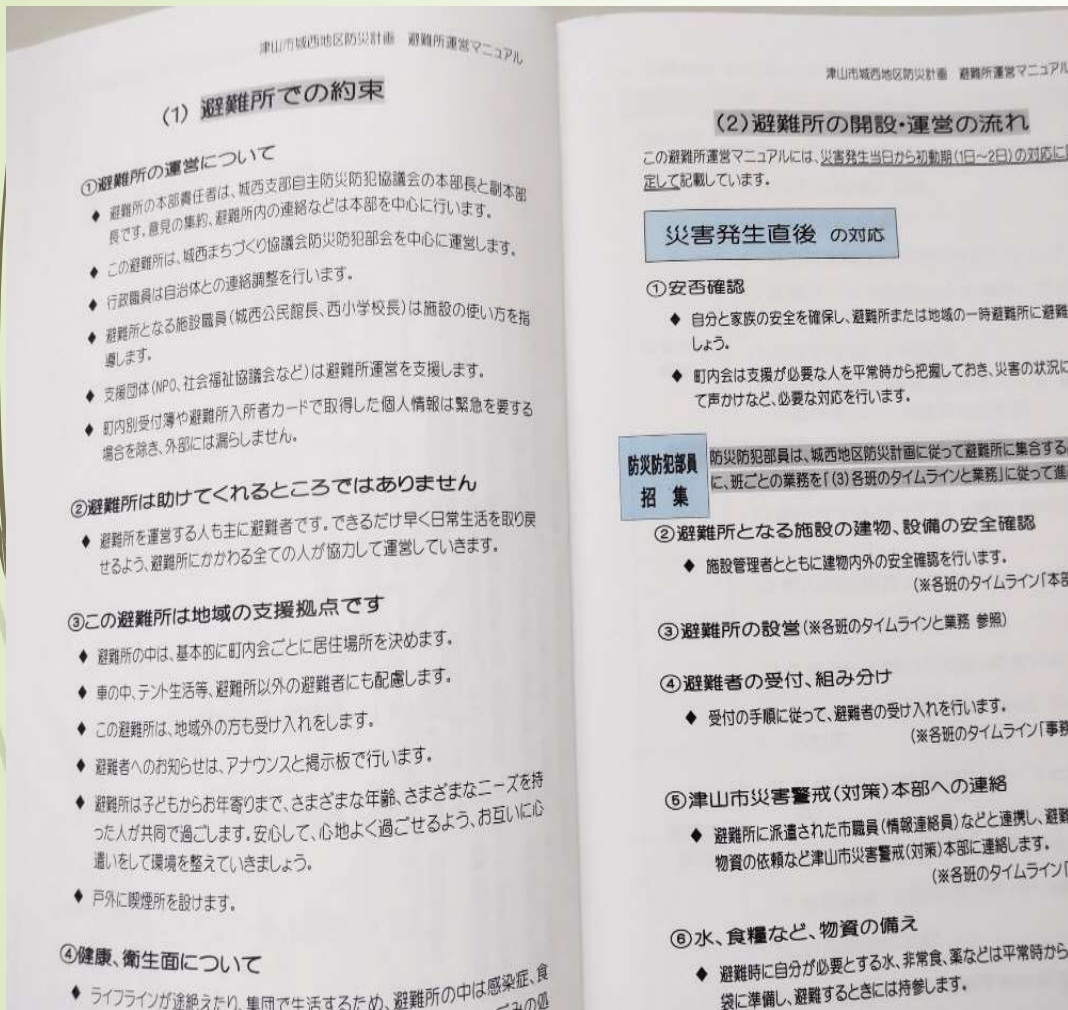 津山市城西地区防災計画 避難所運営マニュアル
(1) 避難所での約束
①避難所の運営について
◆ 避難所の本部責任者は、城西支部自主防災防犯協議会の本部長と副本部
長です。意見の集約、避難所内の連絡などは本部を中心に行います。
◆ この避難所は、城西まちづくり協議会防災防犯部会を中心に運営します。
◆ 行政職員は自治体との連絡調整を行います。
◆ 避難所となる施設職員(城西公民館長、西小学校長)は施設の使い方を指
導します。
◆ 支援団体(NPO、社会福祉協議会など)は避難所運営を支援します。
◆ 町内別受付簿や避難所入所者カードで取得した個人情報は緊急を要する
場合を除き、外部には漏らしません。
②避難所は助けてくれるところではありません
◆ 避難所を運営する人も主に避難者です。できるだけ早く日常生活を取り戻
せるよう、避難所にかかわる全ての人が協力して運営していきます。
③この避難所は地域の支援拠点です
◆ 避難所の中は、基本的に町内会ごとに居住場所を決めます。
◆ 車の中、テント生活等、避難所以外の避難者にも配慮します。
◆ この避難所は、地域外の方も受け入れをします。
◆ 避難者へのお知らせは、アナウンスと掲示板で行います。
◆ 避難所は子どもからお年寄りまで、さまざまな年齢、さまざまなニーズを持
った人が共同で過ごします。安心して、心地よく過ごせるよう、お互いに心
遣いをして環境を整えていきましょう。
◆ 戸外に喫煙所を設けます。
④健康、衛生面について
◆ ライフラインが途絶えたり、集団で生活するため、避難所の中は感染症、食
ごみの処
津山市城西地区防災計画 避難所運営マニュアル
(2)避難所の開設・運営の流れ
この避難所運営マニュアルには、災害発生当日から初動期(1日~2日)の対応に
定して記載しています。
災害発生直後 の対応
①安否確認
◆ 自分と家族の安全を確保し、避難所または地域の一時避難所に避難
しょう。
◆ 町内会は支援が必要な人を平常時から把握しておき、災害の状況に
て声かけなど、必要な対応を行います。
防災防犯部員
招 集
防災防犯部員は、城西地区防災計画に従って避難所に集合する
に、班ごとの業務を「(3)各班のタイムラインと業務」に従って進
②避難所となる施設の建物、設備の安全確認
◆ 施設管理者とともに建物内外の安全確認を行います。
(※各班のタイムライン「本部
③避難所の設営(※各班のタイムラインと業務 参照)
④避難者の受付、組み分け
◆ 受付の手順に従って、避難者の受け入れを行います。
(※各班のタイムライン「事務
⑤津山市災害警戒(対策)本部への連絡
◆ 避難所に派遣された市職員(情報連絡員)などと連携し、避難
物資の依頼など津山市災害警戒(対策)本部に連絡します。
(※各班のタイムライン「
⑥水、食糧など、物資の備え
◆ 避難時に自分が必要とする水、非常食、薬などは平常時から
袋に準備し、避難するときには持参します。